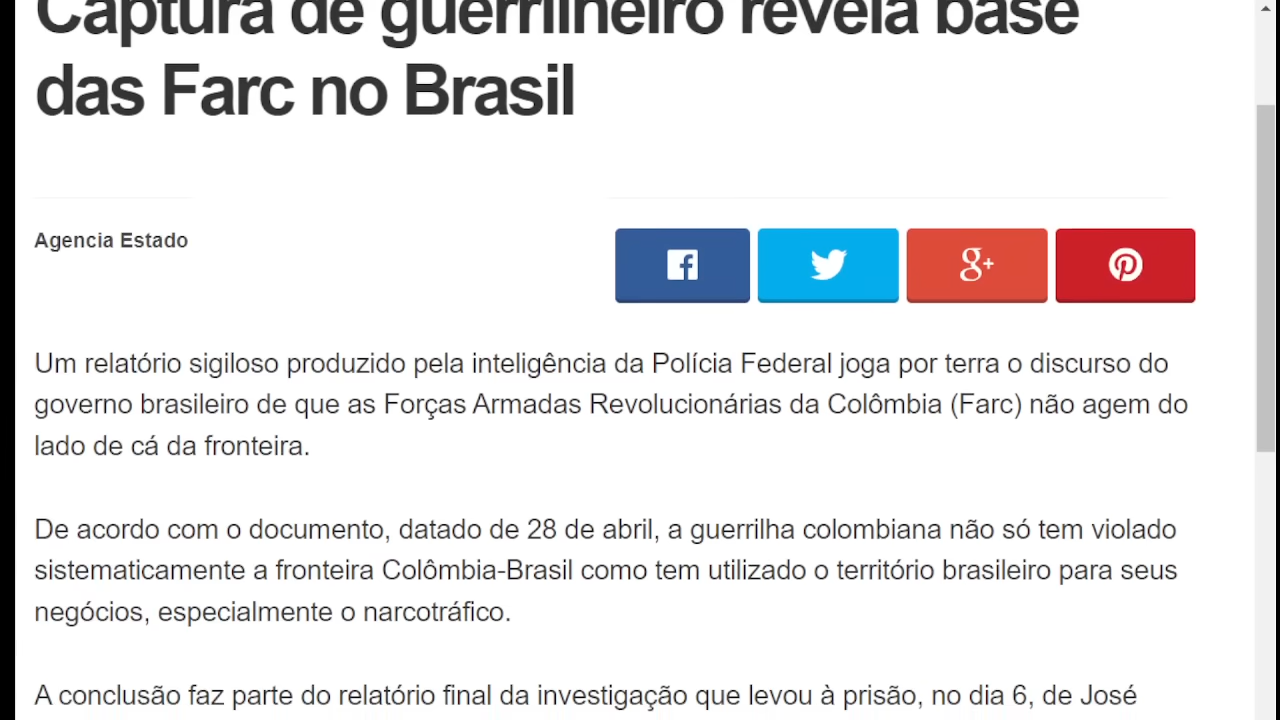 Captura de guerrilheiro revela base
das Farc no Brasil
Agencia Estado
g+
Um relatório sigiloso produzido pela inteligência da Polícia Federal joga por terra o discurso do
governo brasileiro de que as Forças Armadas Revolucionárias da Colômbia (Farc) não agem do
lado de cá da fronteira.
De acordo com o documento, datado de 28 de abril, a guerrilha colombiana não só tem violado
sistematicamente a fronteira Colômbia-Brasil como tem utilizado o território brasileiro para seus
negócios, especialmente o narcotráfico.
A conclusão faz parte do relatório final da investigação que levou à prisão, no dia 6, de José